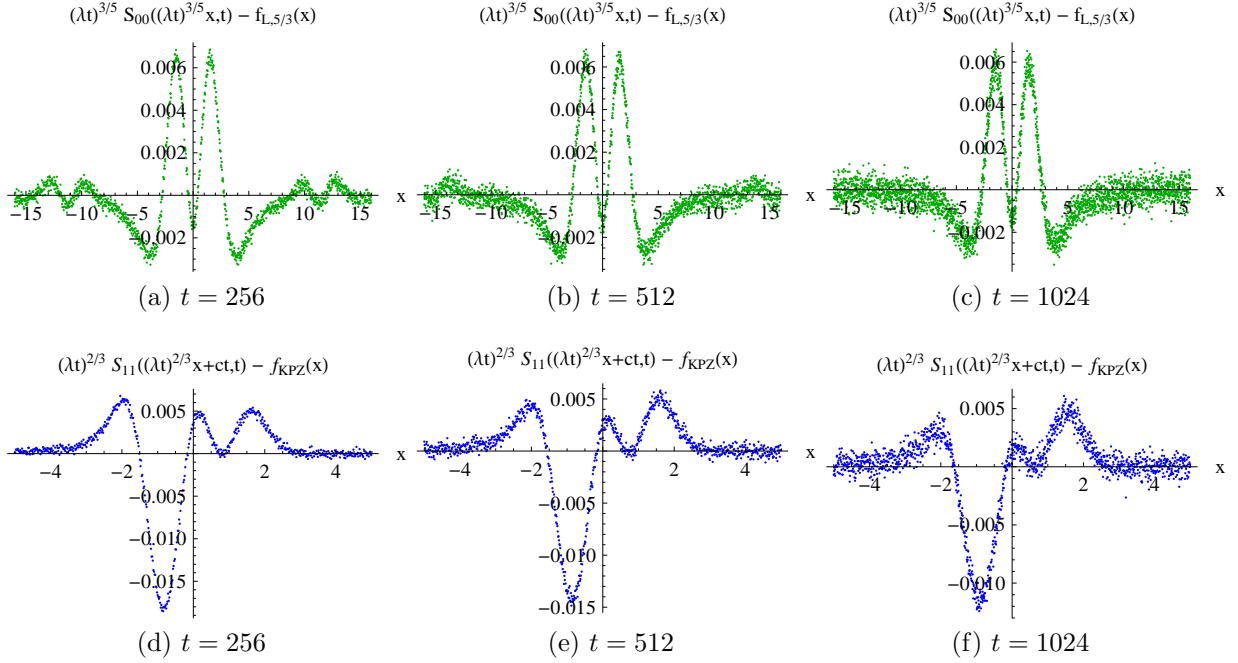 (λt)^{3/5} S_{00}((λt)^{3/5}x,t) − f_{L,5/3}(x)
0.006
0.004
0.002
−15 −10 −5 5 10 15 x
−0.002
(a) t = 256
(λt)^{3/5} S_{00}((λt)^{3/5}x,t) − f_{L,5/3}(x)
0.006
0.004
0.002
−15 −10 −5 5 10 15 x
−0.002
(b) t = 512
(λt)^{3/5} S_{00}((λt)^{3/5}x,t) − f_{L,5/3}(x)
0.006
0.004
0.002
−15 −10 −5 5 10 15 x
−0.002
(c) t = 1024
(λt)^{2/3} S_{11}((λt)^{2/3}x+ct,t) − f_{KPZ}(x)
0.005
−4 −2 2 4 x
−0.005
−0.010
−0.015
(d) t = 256
(λt)^{2/3} S_{11}((λt)^{2/3}x+ct,t) − f_{KPZ}(x)
0.005
−4 −2 2 4 x
−0.005
−0.010
−0.015
(e) t = 512
(λt)^{2/3} S_{11}((λt)^{2/3}x+ct,t) − f_{KPZ}(x)
0.005
−4 −2 2 4 x
−0.005
−0.010
(f) t = 1024